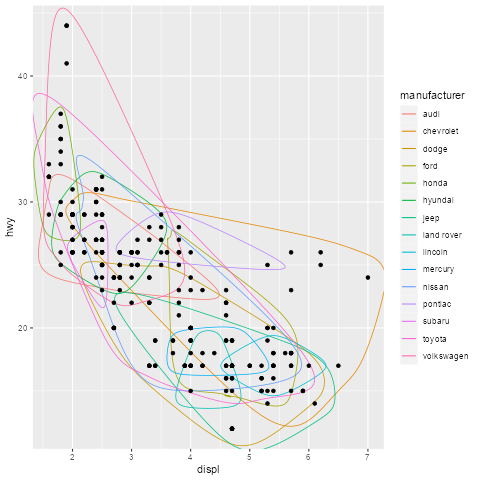 40
30
20
hwy
2
3
4
5
6
7
displ
manufacturer
audi
chevrolet
dodge
ford
honda
hyundai
jeep
land rover
lincoln
mercury
nissan
pontiac
subaru
toyota
volkswagen